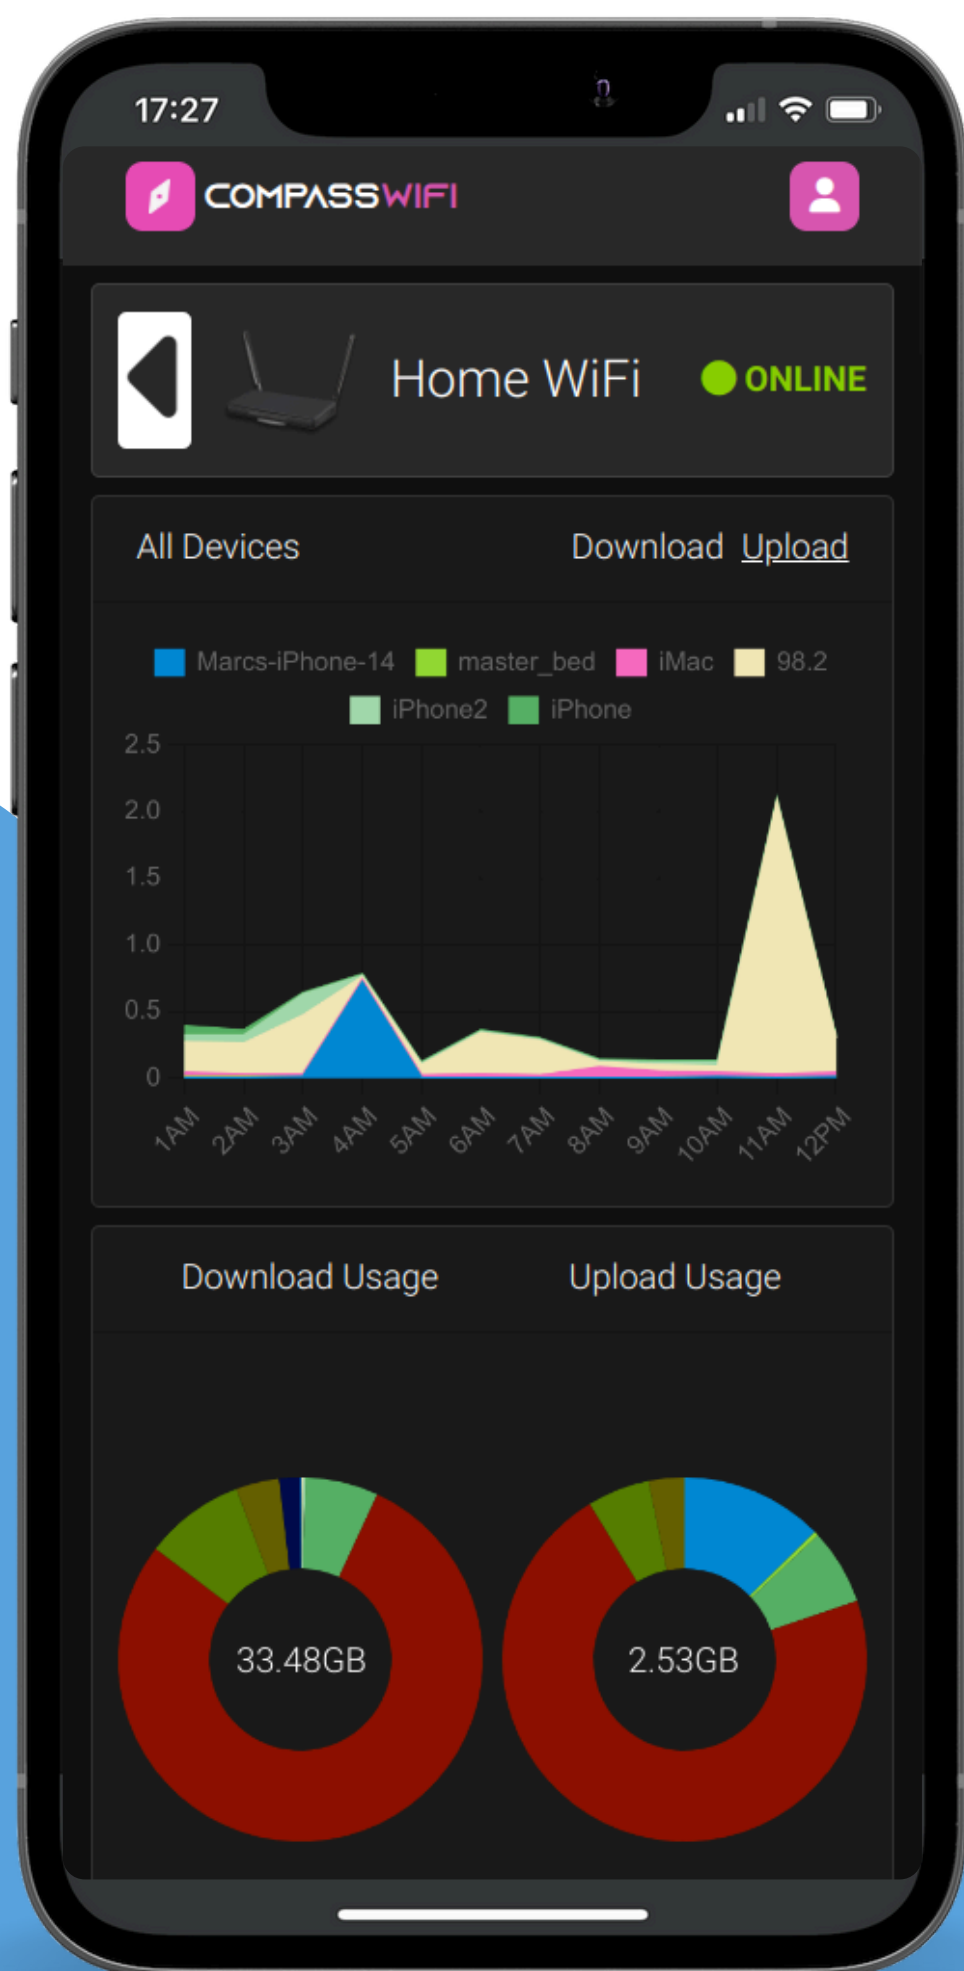 17:27
COMPASSWIFI
Home WiFi ONLINE
All Devices Download Upload
Marcs-iPhone-14 master_bed iMac 98.2
iPhone2 iPhone
2.5
2.0
1.5
1.0
0.5
0
1AM 2AM 3AM 4AM 5AM 6AM 7AM 8AM 9AM 10AM 11AM 12PM
Download Usage Upload Usage
33.48GB 2.53GB